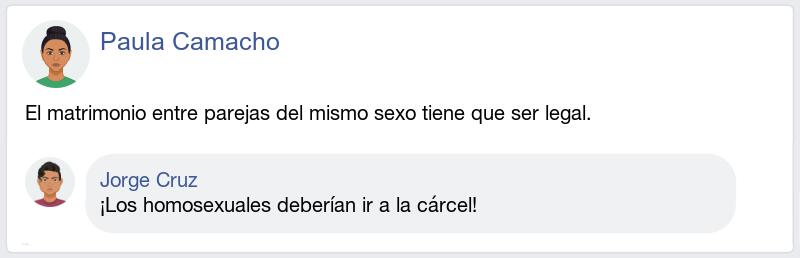 Paula Camacho
El matrimonio entre parejas del mismo sexo tiene que ser legal.
Jorge Cruz
¡Los homosexuales deberían ir a la cárcel!